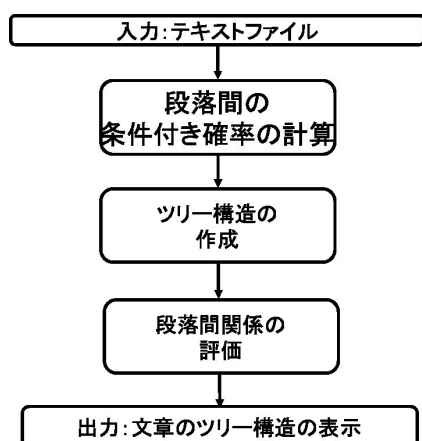 入力：テキストファイル
段落間の
条件付き確率の計算
ツリー構造の
作成
段落間関係の
評価
出力：文章のツリー構造の表示